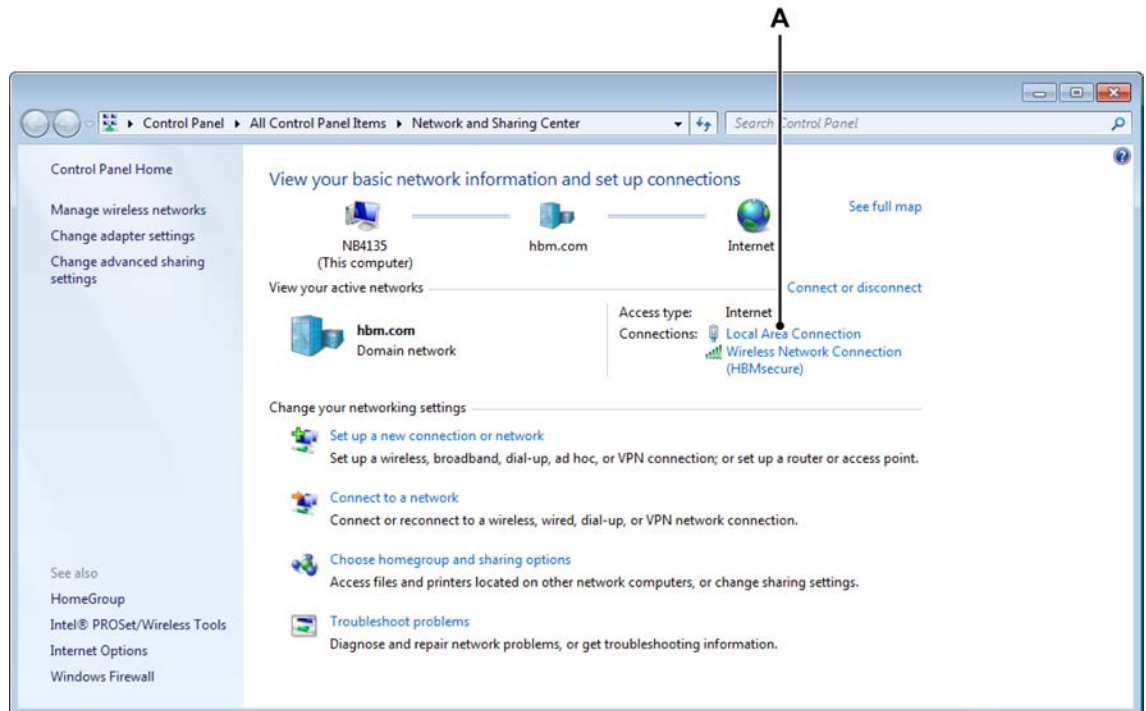 A
Control Panel
All Control Panel Items
Network and Sharing Center
Search Control Panel
Control Panel Home
Manage wireless networks
Change adapter settings
Change advanced sharing
settings
See also
HomeGroup
Intel® PROSet/Wireless Tools
Internet Options
Windows Firewall
View your basic network information and set up connections
See full map
NB4135
(This computer)
hbm.com
Internet
View your active networks
Connect or disconnect
hbm.com
Domain network
Access type: Internet
Connections: Local Area Connection
Wireless Network Connection
(HBMsecure)
Change your networking settings
Set up a new connection or network
Set up a wireless, broadband, dial-up, ad hoc, or VPN connection; or set up a router or access point.
Connect to a network
Connect or reconnect to a wireless, wired, dial-up, or VPN network connection.
Choose homegroup and sharing options
Access files and printers located on other network computers, or change sharing settings.
Troubleshoot problems
Diagnose and repair network problems, or get troubleshooting information.